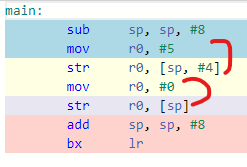 main:
sub sp, sp, #8
mov r0, #5
str r0, [sp, #4]
mov r0, #0
str r0, [sp]
add sp, sp, #8
bx lr